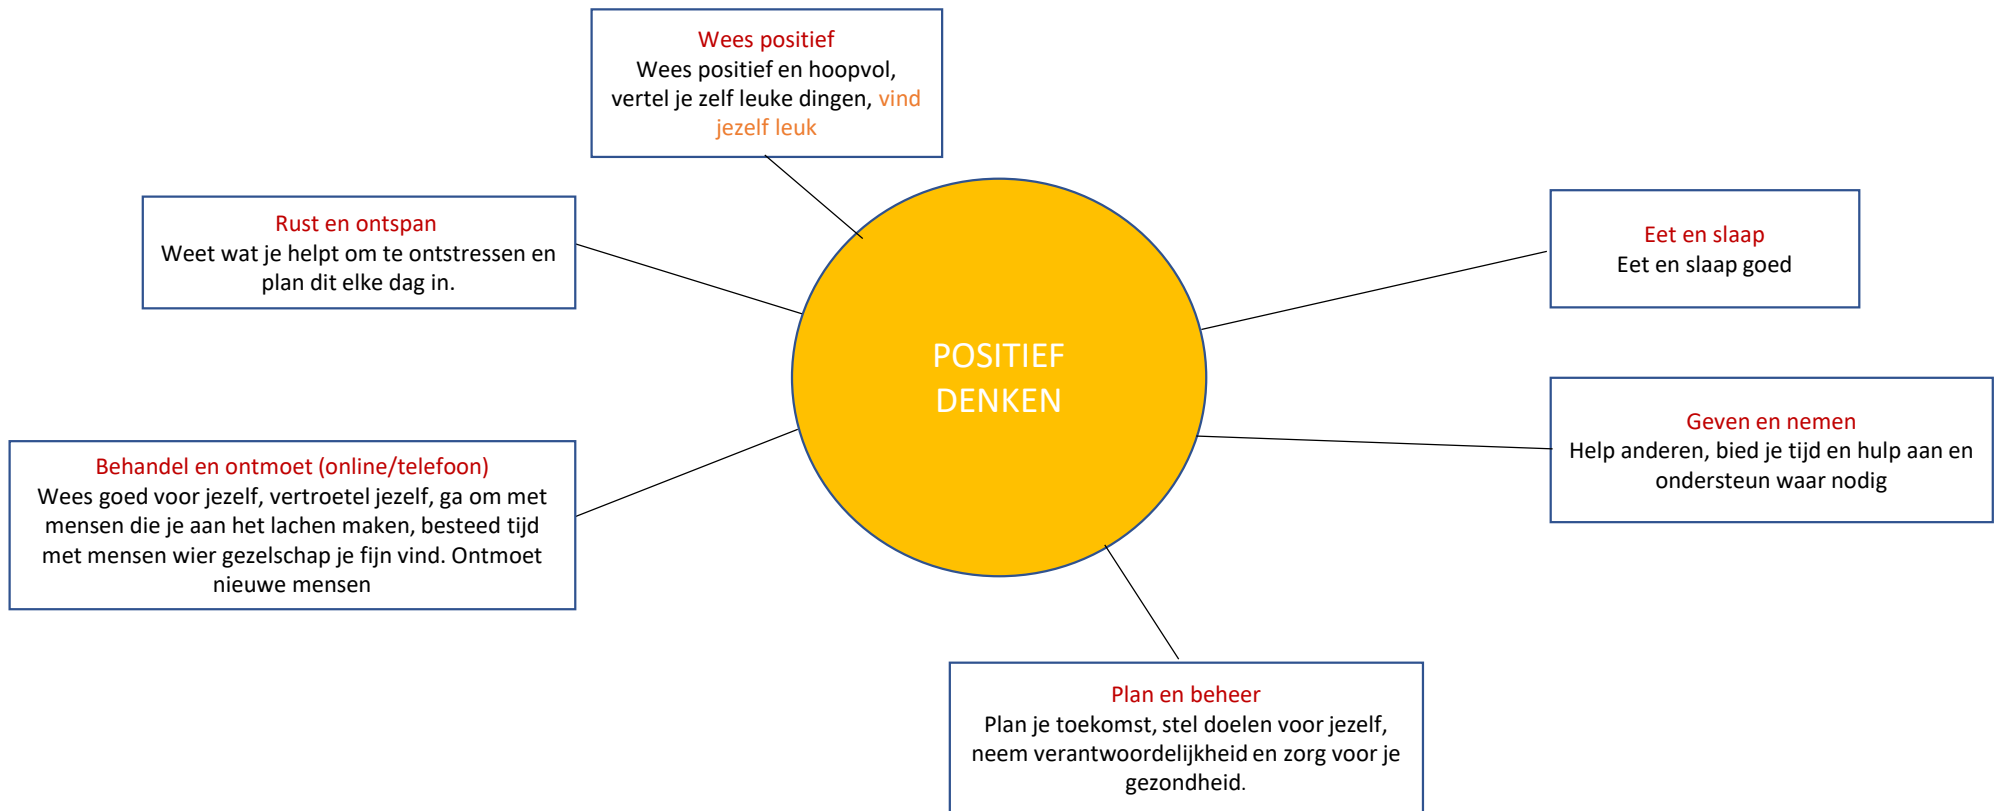 Wees positief
Wees positief en hoopvol,
vertel je zelf leuke dingen, vind
jezelf leuk
Rust en ontspan
Weet wat je helpt om te ontstressen en
plan dit elke dag in.
Eet en slaap
Eet en slaap goed
POSITIEF
DENKEN
Geven en nemen
Help anderen, bied je tijd en hulp aan en
ondersteun waar nodig
Behandel en ontmoet (online/telefoon)
Wees goed voor jezelf, vertroetel jezelf, ga om met
mensen die je aan het lachen maken, besteed tijd
met mensen wier gezelschap je fijn vind. Ontmoet
nieuwe mensen
Plan en beheer
Plan je toekomst, stel doelen voor jezelf,
neem verantwoordelijkheid en zorg voor je
gezondheid.